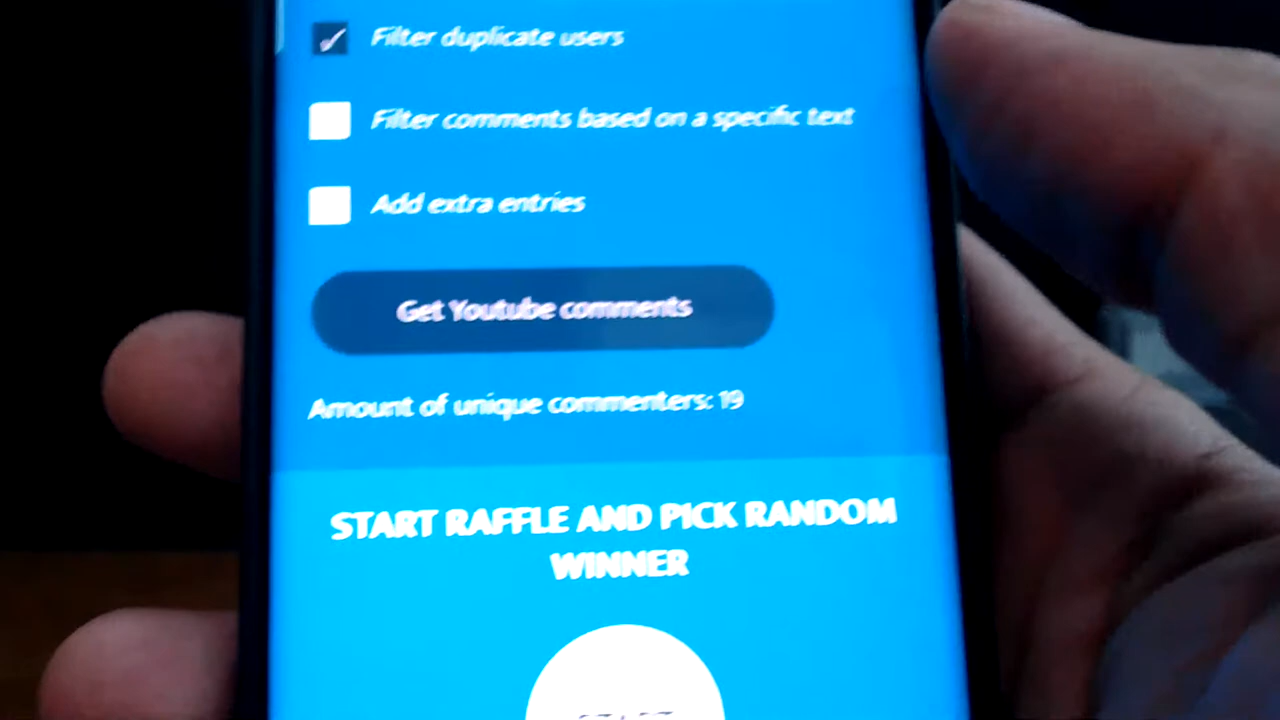 Filter duplicate users
Filter comments based on a specific text
Add extra entries
Get Youtube comments
Amount of unique commenters: 19
START RAFFLE AND PICK RANDOM
WINNER